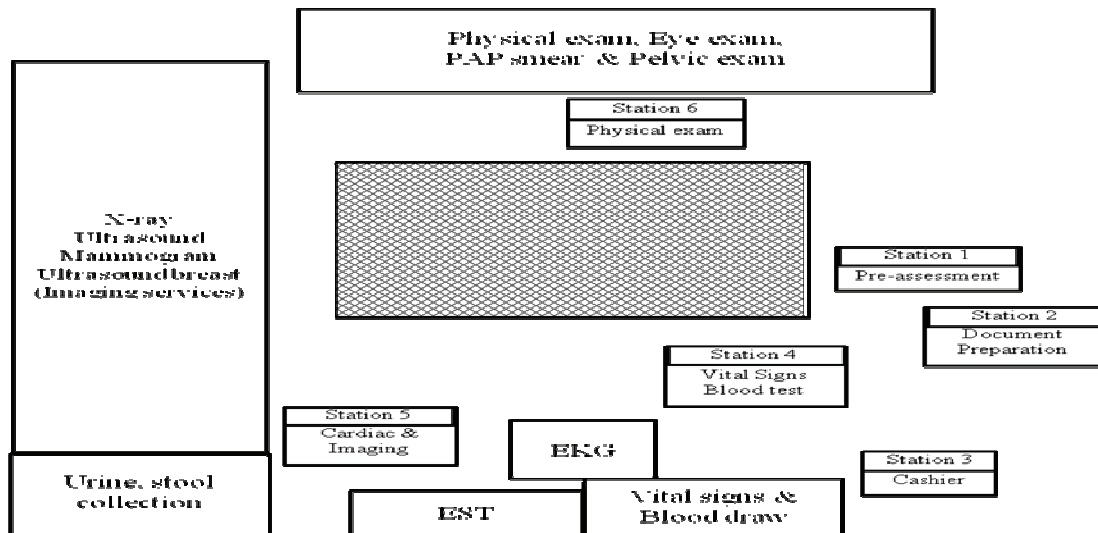 Physical exam, Eye exam,
PAP smear & Pelvic exam
Station 6
Physical exam
X-ray
Ultrasound
Mammogram
Ultrasound breast
(Imaging services)
Station 1
Pre-assessment
Station 2
Document
Preparation
Station 4
Vital Signs
Blood test
Station 5
Cardiac &
Imaging
EKG
Station 3
Cashier
Urine, stool
collection
EST
Vital signs &
Blood draw